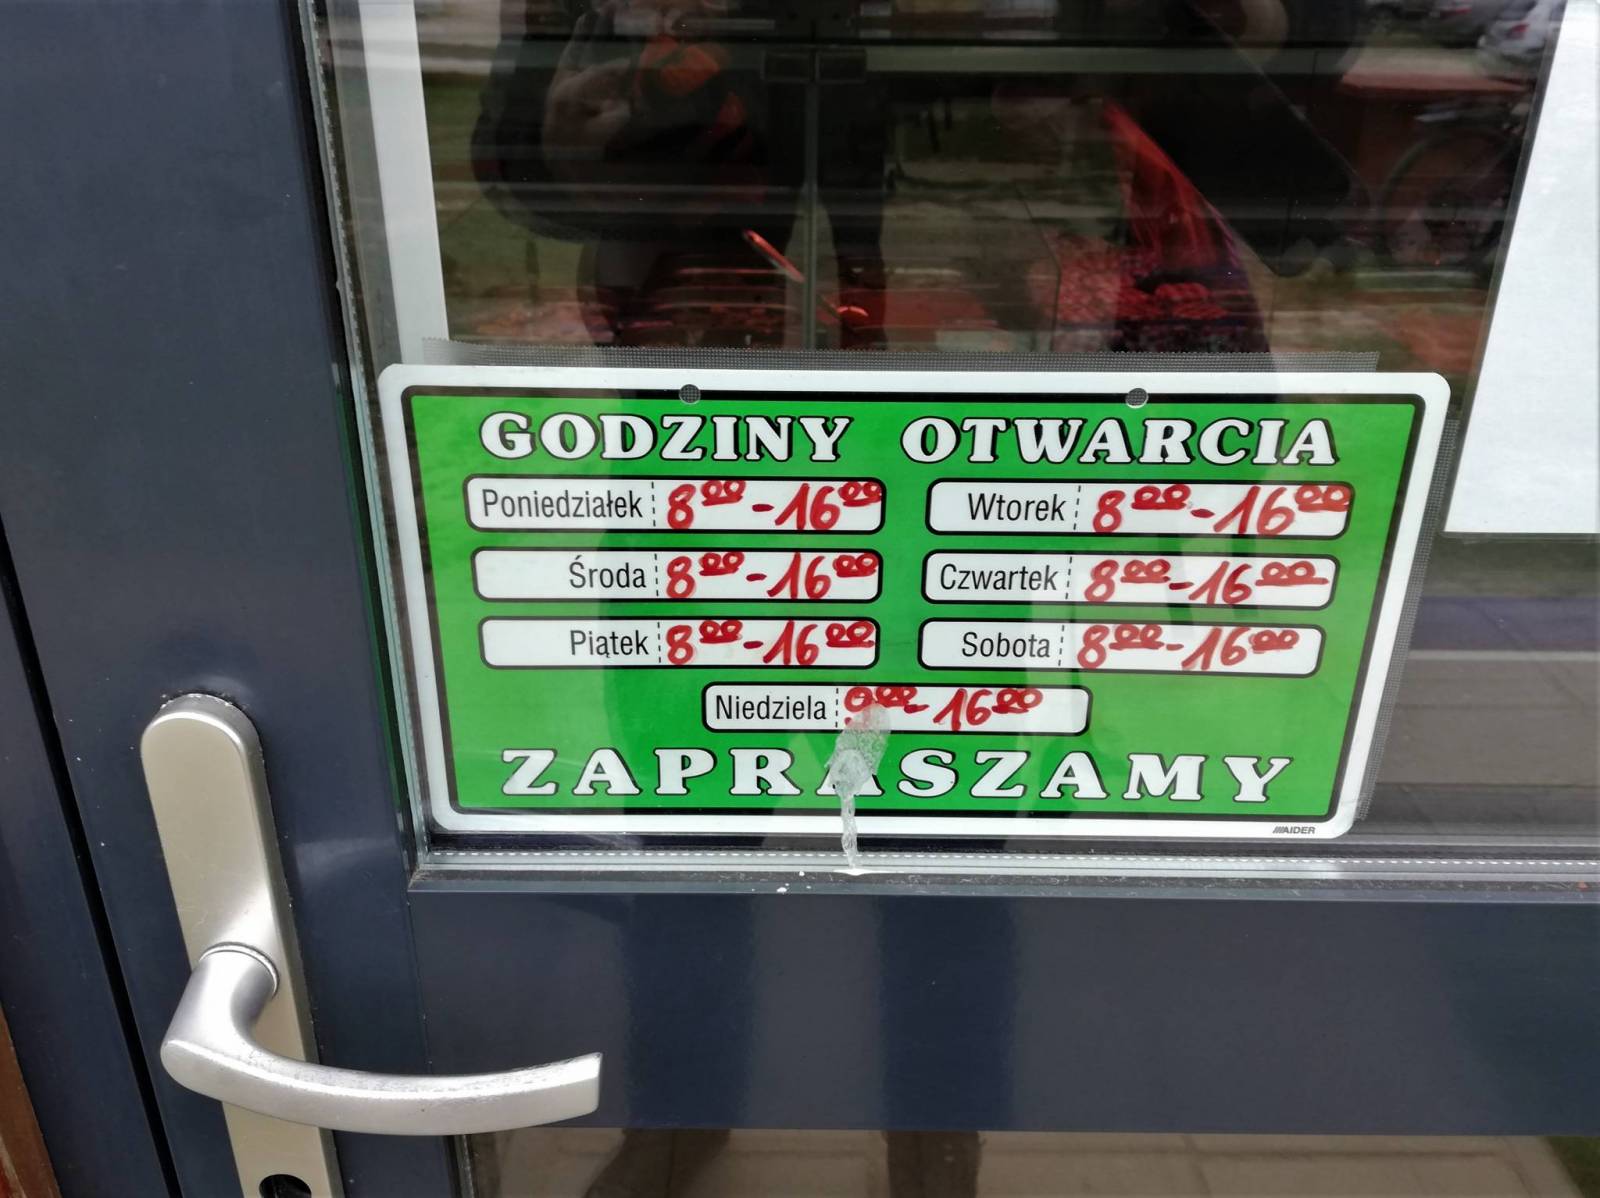 GODZINY OTWARCIA
Poniedziałek 8⁰⁰-16⁰⁰
Wtorek 8⁰⁰-16⁰⁰
Środa 8⁰⁰-16⁰⁰
Czwartek 8⁰⁰-16⁰⁰
Piątek 8⁰⁰-16⁰⁰
Sobota 8⁰⁰-16⁰⁰
Niedziela 9⁰⁰-16⁰⁰
ZAPRASZAMY
AIDER